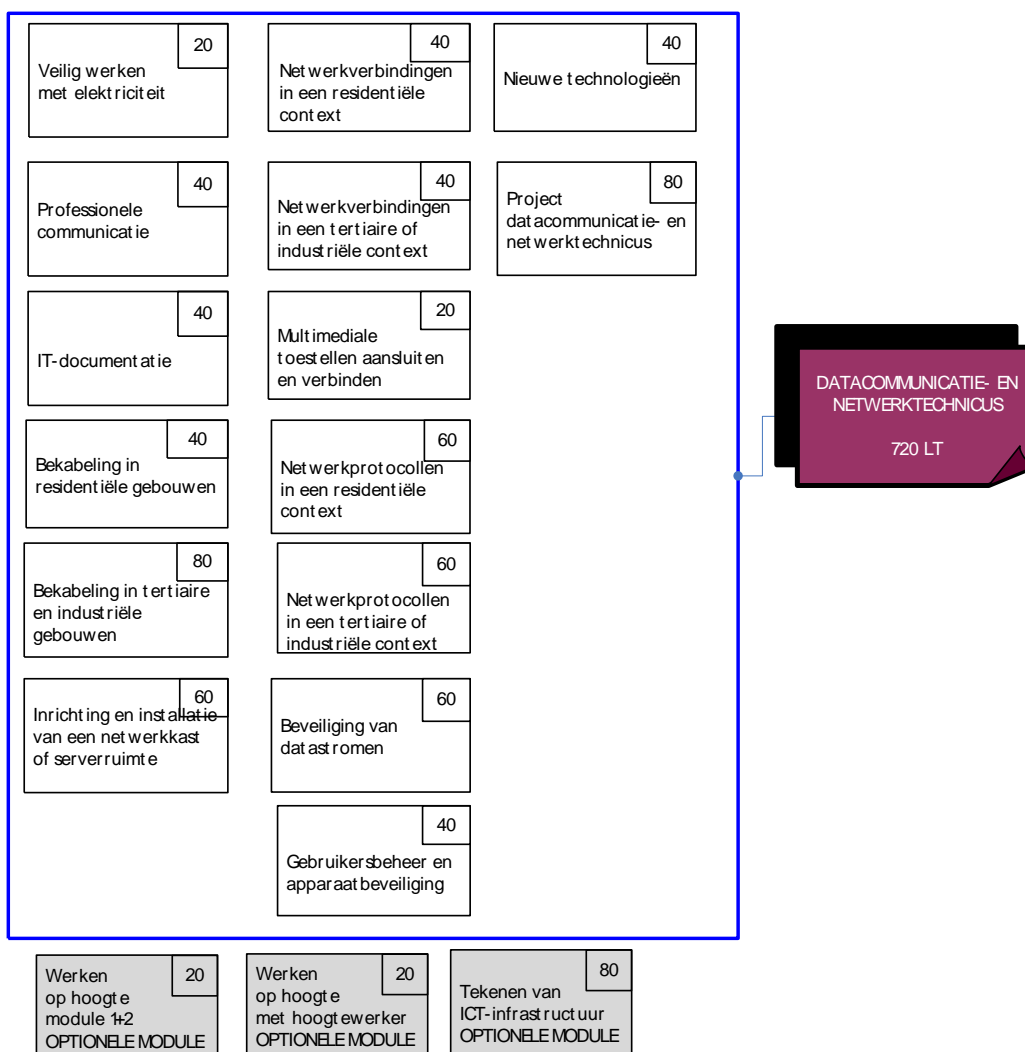 20
Veilig werken
met elektriciteit
40
Professionele
communicatie
40
IT-documentatie
40
Bekabeling in
residentiële gebouwen
80
Bekabeling in tertiaire
en industriële
gebouwen
60
Inrichting en installatie
van een netwerkkast
of serverruimte
40
Netwerkverbindingen
in een residentiële
context
40
Netwerkverbindingen
in een tertiaire of
industriële context
20
Multimediale
toestellen aansluiten
en verbinden
60
Netwerkprotocollen
in een residentiële
context
60
Netwerkprotocollen
in een tertiaire of
industriële context
60
Beveiliging van
datastromen
40
Gebruikersbeheer en
apparaatbeveiliging
40
Nieuwe technologieën
80
Project
datacommunicatie- en
netwerktechnicus
DATACOMMUNICATIE- EN
NETWERKTECHNICUS
720 LT
20
Werken
op hoogte
module 1+2
OPTIONELE MODULE
20
Werken
op hoogte
met hoogtewerker
OPTIONELE MODULE
80
Tekenen van
ICT-infrastructuur
OPTIONELE MODULE